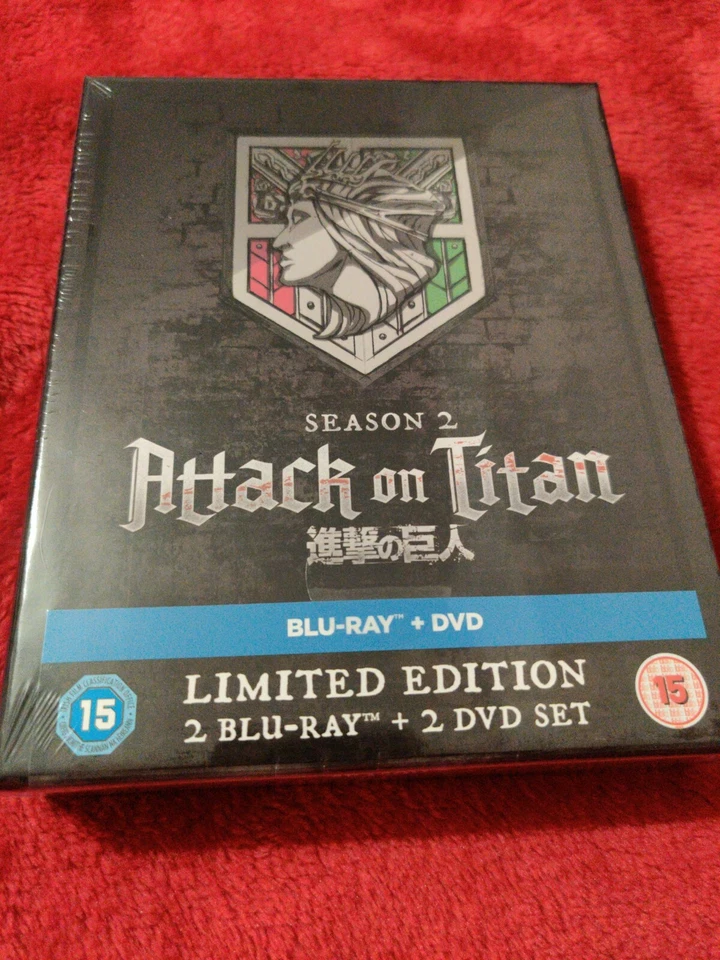 SEASON 2
Attack on Titan
進撃の巨人
BLU-RAY™ + DVD
LIMITED EDITION
2 BLU-RAY™ + 2 DVD SET
15
15